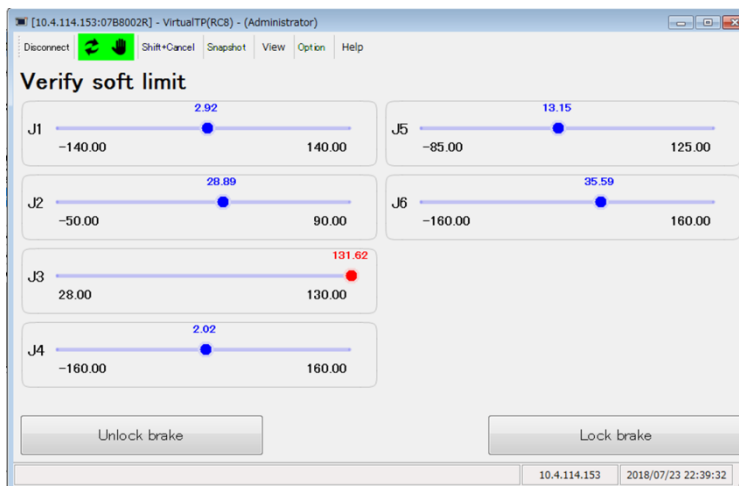 [10.4.114.153:07B8002R] - VirtualTP(RC8) - (Administrator)
Disconnect Shift+Cancel Snapshot View Option Help
Verify soft limit
2.92
J1
-140.00 140.00
28.89
J2
-50.00 90.00
131.62
J3
28.00 130.00
2.02
J4
-160.00 160.00
13.15
J5
-85.00 125.00
35.59
J6
-160.00 160.00
Unlock brake Lock brake
10.4.114.153 2018/07/23 22:39:32